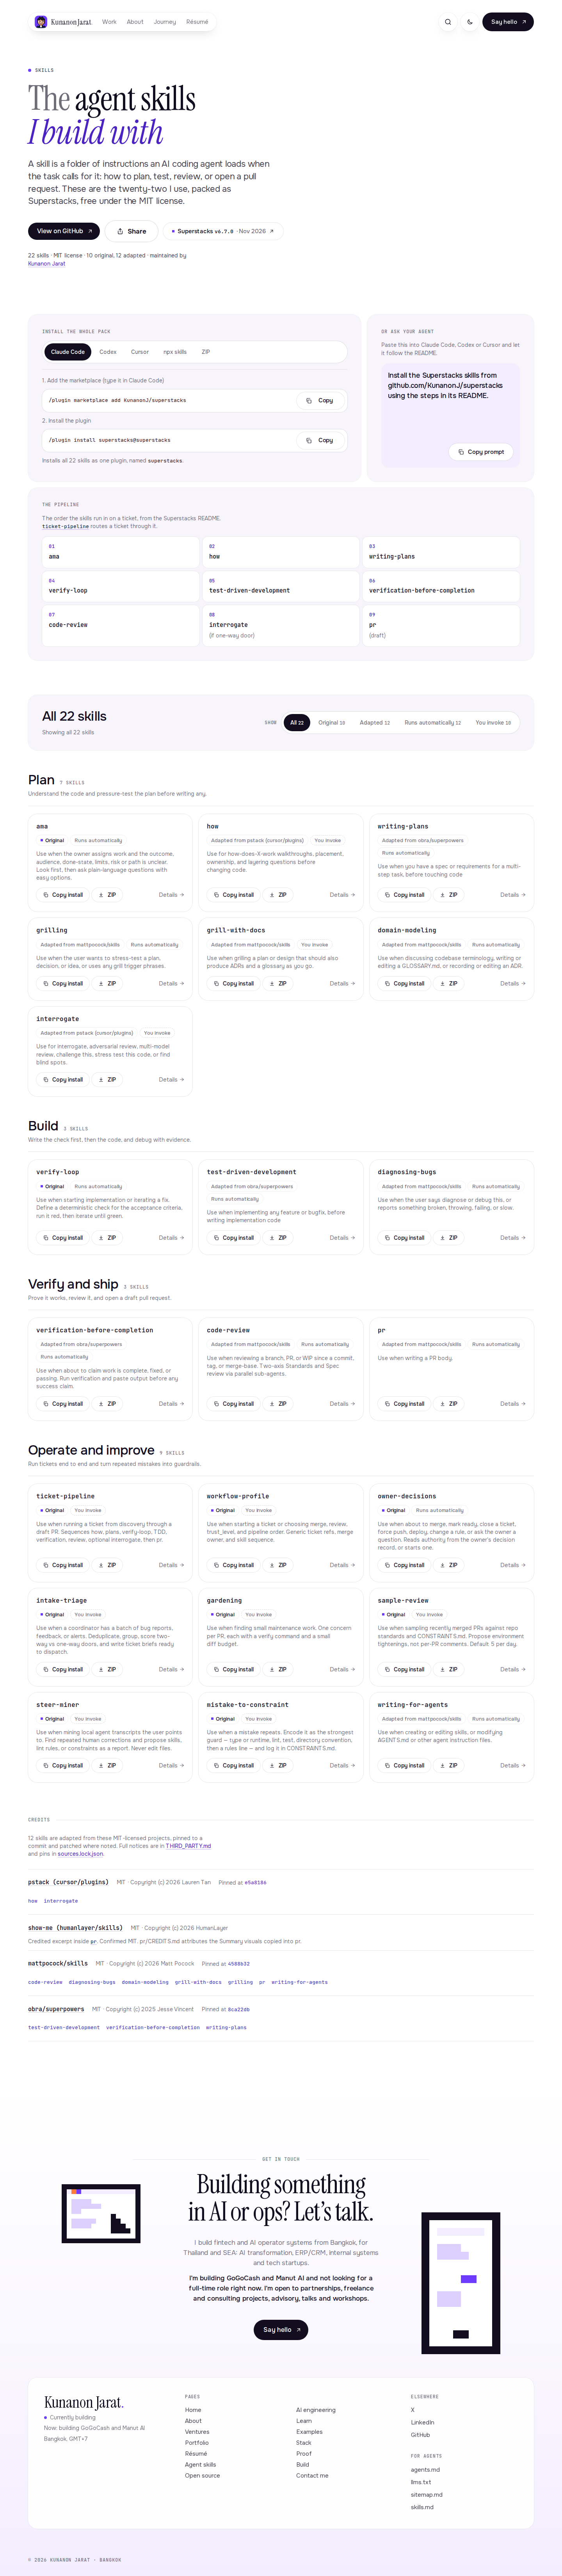 Kunanon Jarat.
Work
About
Journey
Résumé
Say hello
SKILLS
The agent skills
I build with
A skill is a folder of instructions an AI coding agent loads when
the task calls for it: how to plan, test, review, or open a pull
request. These are the twenty-two I use, packed as
Superstacks, free under the MIT license.
View on GitHub
Share
Superstacks v6.7.0 · Nov 2026
22 skills · MIT license · 10 original, 12 adapted · maintained by
Kunanon Jarat
INSTALL THE WHOLE PACK
Claude Code
Codex
Cursor
npx skills
ZIP
1. Add the marketplace (type it in Claude Code)
/plugin marketplace add KunanonJ/superstacks
Copy
2. Install the plugin
/plugin install superstacks@superstacks
Copy
Installs all 22 skills as one plugin, named superstacks.
OR ASK YOUR AGENT
Paste this into Claude Code, Codex or Cursor and let
it follow the README.
Install the Superstacks skills from
github.com/KunanonJ/superstacks
using the steps in its README.
Copy prompt
THE PIPELINE
The order the skills run in on a ticket, from the Superstacks README.
ticket-pipeline routes a ticket through it.
01
ama
02
how
03
writing-plans
04
verify-loop
05
test-driven-development
06
verification-before-completion
07
code-review
08
interrogate
(if one-way door)
09
pr
(draft)
All 22 skills
Showing all 22 skills
SHOW
All 22
Original 10
Adapted 12
Runs automatically 12
You invoke 10
Plan 7 SKILLS
Understand the code and pressure-test the plan before writing any.
ama
Original
Runs automatically
Use when the owner assigns work and the outcome,
audience, done-state, limits, risk or path is unclear.
Look first, then ask plain-language questions with
easy options.
Copy install
ZIP
Details →
how
Adapted from pstack (cursor/plugins)
You invoke
Use for how-does-X-work walkthroughs, placement,
ownership, and layering questions before
changing code.
Copy install
ZIP
Details →
writing-plans
Adapted from obra/superpowers
Runs automatically
Use when you have a spec or requirements for a multi-
step task, before touching code
Copy install
ZIP
Details →
grilling
Adapted from mattpocock/skills
Runs automatically
Use when the user wants to stress-test a plan,
decision, or idea, or uses any grill trigger phrases.
Copy install
ZIP
Details →
grill-with-docs
Adapted from mattpocock/skills
You invoke
Use when grilling a plan or design that should also
produce ADRs and a glossary as you go.
Copy install
ZIP
Details →
domain-modeling
Adapted from mattpocock/skills
Runs automatically
Use when discussing codebase terminology, writing or
editing a GLOSSARY.md, or recording or editing an ADR.
Copy install
ZIP
Details →
interrogate
Adapted from pstack (cursor/plugins)
You invoke
Use for interrogate, adversarial review, multi-model
review, challenge this, stress test this code, or find
blind spots.
Copy install
ZIP
Details →
Build 3 SKILLS
Write the check first, then the code, and debug with evidence.
verify-loop
Original
Runs automatically
Use when starting implementation or iterating a fix.
Define a deterministic check for the acceptance criteria,
run it red, then iterate until green.
Copy install
ZIP
Details →
test-driven-development
Adapted from obra/superpowers
Runs automatically
Use when implementing any feature or bugfix, before
writing implementation code
Copy install
ZIP
Details →
diagnosing-bugs
Adapted from mattpocock/skills
Runs automatically
Use when the user says diagnose or debug this, or
reports something broken, throwing, failing, or slow.
Copy install
ZIP
Details →
Verify and ship 3 SKILLS
Prove it works, review it, and open a draft pull request.
verification-before-completion
Adapted from obra/superpowers
Runs automatically
Use when about to claim work is complete, fixed, or
passing. Run verification and paste output before any
success claim.
Copy install
ZIP
Details →
code-review
Adapted from mattpocock/skills
Runs automatically
Use when reviewing a branch, PR, or WIP since a commit,
tag, or merge-base. Two-axis Standards and Spec
review via parallel sub-agents.
Copy install
ZIP
Details →
pr
Adapted from mattpocock/skills
Runs automatically
Use when writing a PR body.
Copy install
ZIP
Details →
Operate and improve 9 SKILLS
Run tickets end to end and turn repeated mistakes into guardrails.
ticket-pipeline
Original
You invoke
Use when running a ticket from discovery through a
draft PR. Sequences how, plans, verify-loop, TDD,
verification, review, optional interrogate, then pr.
Copy install
ZIP
Details →
workflow-profile
Original
You invoke
Use when starting a ticket or choosing merge, review,
trust_level, and pipeline order. Generic ticket refs, merge
owner, and skill sequence.
Copy install
ZIP
Details →
owner-decisions
Original
Runs automatically
Use when about to merge, mark ready, close a ticket,
force push, deploy, change a rule, or ask the owner a
question. Reads authority from the owner's decision
record, or starts one.
Copy install
ZIP
Details →
intake-triage
Original
You invoke
Use when a coordinator has a batch of bug reports,
feedback, or alerts. Deduplicate, group, score two-
way vs one-way doors, and write ticket briefs ready
to dispatch.
Copy install
ZIP
Details →
gardening
Original
You invoke
Use when finding small maintenance work. One concern
per PR, each with a verify command and a small
diff budget.
Copy install
ZIP
Details →
sample-review
Original
You invoke
Use when sampling recently merged PRs against repo
standards and CONSTRAINTS.md. Propose environment
tightenings, not per-PR comments. Default 5 per day.
Copy install
ZIP
Details →
steer-miner
Original
You invoke
Use when mining local agent transcripts the user points
to. Find repeated human corrections and propose skills,
lint rules, or constraints as a report. Never edit files.
Copy install
ZIP
Details →
mistake-to-constraint
Original
You invoke
Use when a mistake repeats. Encode it as the strongest
guard — type or runtime, lint, test, directory convention,
then a rules line — and log it in CONSTRAINTS.md.
Copy install
ZIP
Details →
writing-for-agents
Adapted from mattpocock/skills
Runs automatically
Use when creating or editing skills, or modifying
AGENTS.md or other agent instruction files.
Copy install
ZIP
Details →
CREDITS
12 skills are adapted from these MIT-licensed projects, pinned to a
commit and patched where noted. Full notices are in THIRD_PARTY.md
and pins in sources.lock.json.
pstack (cursor/plugins) MIT · Copyright (c) 2026 Lauren Tan Pinned at
how interrogate
show-me (humanlayer/skills) MIT · Copyright (c) 2026 HumanLayer
Credited excerpt inside pr. Confirmed MIT. pr/CREDITS.md attributes the Summary visuals copied into pr.
mattpocock/skills MIT · Copyright (c) 2026 Matt Pocock Pinned at
code-review diagnosing-bugs domain-modeling grill-with-docs grilling pr writing-for-agents
obra/superpowers MIT · Copyright (c) 2025 Jesse Vincent Pinned at
test-driven-development verification-before-completion writing-plans
GET IN TOUCH
Building something
in AI or ops? Let's talk.
I build fintech and AI operator systems from Bangkok, for
Thailand and SEA: AI transformation, ERP/CRM, internal systems
and tech startups.
I'm building GoGoCash and Manut AI and not looking for a
full-time role right now. I'm open to partnerships, freelance
and consulting projects, advisory, talks and workshops.
Say hello
Kunanon Jarat.
Currently building
Now: building GoGoCash and Manut AI
Bangkok, GMT+7
PAGES
Home
About
Ventures
Portfolio
Résumé
Agent skills
Open source
AI engineering
Learn
Examples
Stack
Proof
Build
Contact me
ELSEWHERE
X
LinkedIn
GitHub
FOR AGENTS
agents.md
llms.txt
sitemap.md
skills.md
© 2026 KUNANON JARAT · BANGKOK